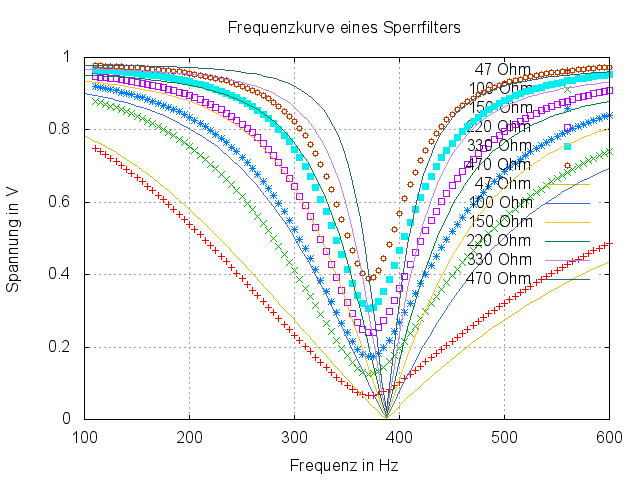 Frequenzkurve eines Sperrfilters
Spannung in V
1
0.8
0.6
0.4
0.2
0
47 Ohm
100 Ohm
150 Ohm
220 Ohm
330 Ohm
470 Ohm
47 Ohm
100 Ohm
150 Ohm
220 Ohm
330 Ohm
470 Ohm
100 200 300 400 500 600
Frequenz in Hz